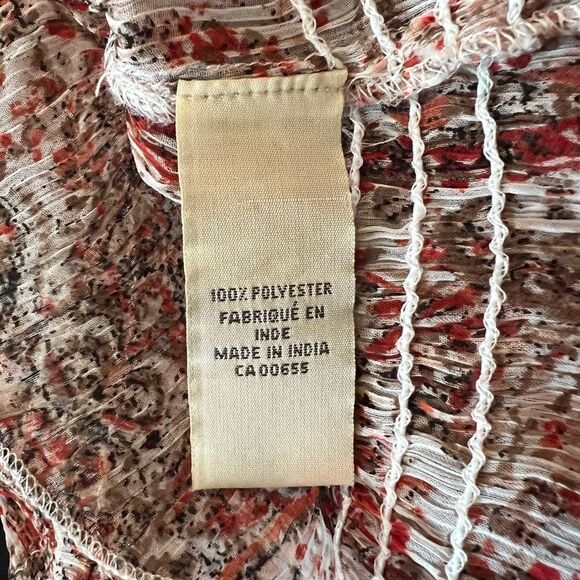 100% POLYESTER
FABRIQUÉ EN
INDE
MADE IN INDIA
CA 00655